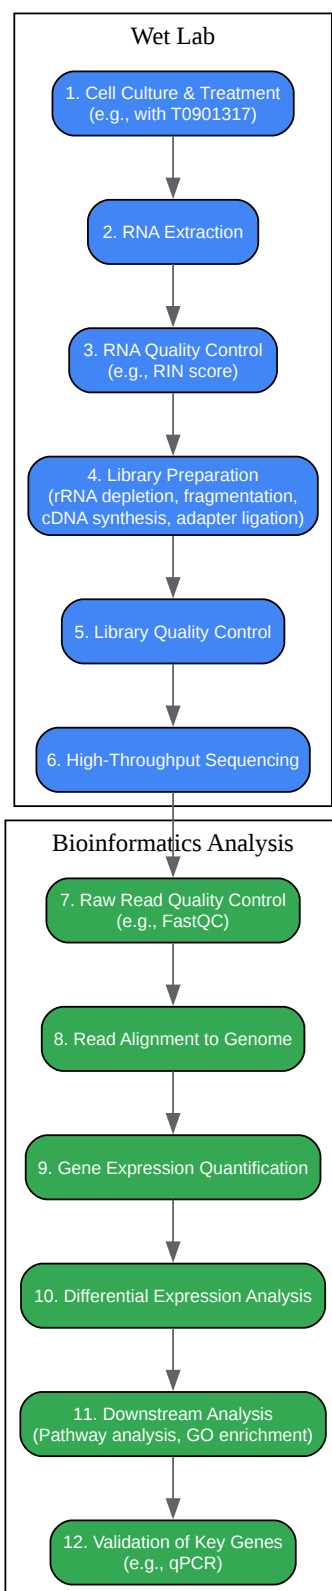 Wet Lab
1. Cell Culture & Treatment
(e.g., with T0901317)
2. RNA Extraction
3. RNA Quality Control
(e.g., RIN score)
4. Library Preparation
(rRNA depletion, fragmentation,
cDNA synthesis, adapter ligation)
5. Library Quality Control
6. High-Throughput Sequencing
Bioinformatics Analysis
7. Raw Read Quality Control
(e.g., FastQC)
8. Read Alignment to Genome
9. Gene Expression Quantification
10. Differential Expression Analysis
11. Downstream Analysis
(Pathway analysis, GO enrichment)
12. Validation of Key Genes
(e.g., qPCR)